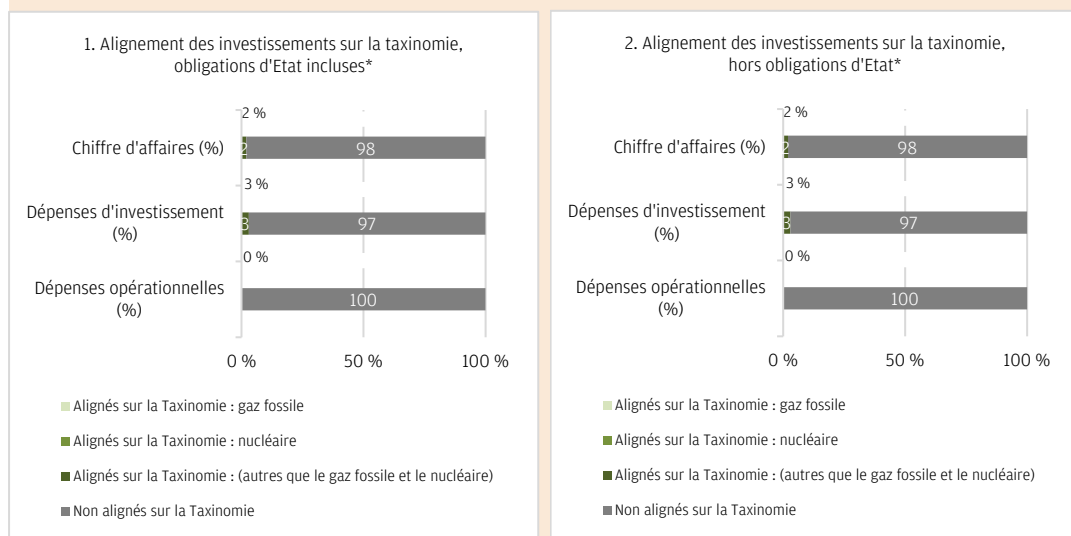 1. Alignement des investissements sur la taxinomie,
obligations d'Etat incluses*
2 %
Chiffre d'affaires (%)
2
98
3 %
Dépenses d'investissement
(%)
3
97
0 %
Dépenses opérationnelles
(%)
100
0 %
50 %
100 %
Alignés sur la Taxinomie : gaz fossile
Alignés sur la Taxinomie : nucléaire
Alignés sur la Taxinomie : (autres que le gaz fossile et le nucléaire)
Non alignés sur la Taxinomie
2. Alignement des investissements sur la taxinomie,
hors obligations d'Etat*
2 %
Chiffre d'affaires (%)
2
98
3 %
Dépenses d'investissement
(%)
3
97
0 %
Dépenses opérationnelles
(%)
100
0 %
50 %
100 %
Alignés sur la Taxinomie : gaz fossile
Alignés sur la Taxinomie : nucléaire
Alignés sur la Taxinomie : (autres que le gaz fossile et le nucléaire)
Non alignés sur la Taxinomie